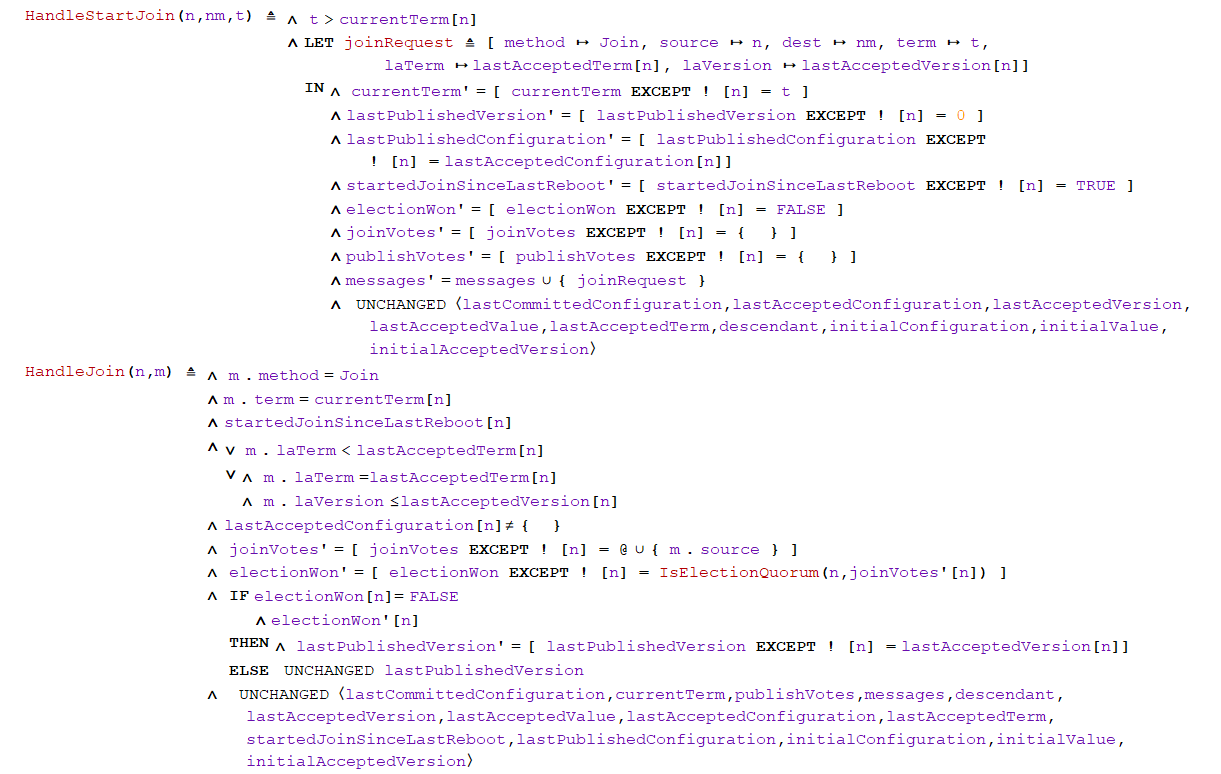 HandleStartJoin(n,nm,t) ≜ ∧ t > currentTerm[n]
∧ LET joinRequest ≜ [ method ↦ Join, source ↦ n, dest ↦ nm, term ↦ t,
laTerm ↦ lastAcceptedTerm[n], laVersion ↦ lastAcceptedVersion[n]]
IN ∧ currentTerm' = [ currentTerm EXCEPT ! [n] = t ]
∧ lastPublishedVersion' = [ lastPublishedVersion EXCEPT ! [n] = 0 ]
∧ lastPublishedConfiguration' = [ lastPublishedConfiguration EXCEPT
! [n] = lastAcceptedConfiguration[n]]
∧ startedJoinSinceLastReboot' = [ startedJoinSinceLastReboot EXCEPT ! [n] = TRUE ]
∧ electionWon' = [ electionWon EXCEPT ! [n] = FALSE ]
∧ joinVotes' = [ joinVotes EXCEPT ! [n] = { } ]
∧ publishVotes' = [ publishVotes EXCEPT ! [n] = { } ]
∧ messages' = messages ∪ { joinRequest }
∧ UNCHANGED ⟨lastCommittedConfiguration,lastAcceptedConfiguration,lastAcceptedVersion,
lastAcceptedValue,lastAcceptedTerm,descendant,initialConfiguration,initialValue,
initialAcceptedVersion⟩
HandleJoin(n,m) ≜ ∧ m . method = Join
∧ m . term = currentTerm[n]
∧ startedJoinSinceLastReboot[n]
∧ ∨ m . laTerm < lastAcceptedTerm[n]
∨ ∧ m . laTerm =lastAcceptedTerm[n]
∧ m . laVersion ≤lastAcceptedVersion[n]
∧ lastAcceptedConfiguration[n]≠ { }
∧ joinVotes' = [ joinVotes EXCEPT ! [n] = @ ∪ { m . source } ]
∧ electionWon' = [ electionWon EXCEPT ! [n] = IsElectionQuorum(n,joinVotes'[n]) ]
∧ IF electionWon[n]= FALSE
∧ electionWon'[n]
THEN ∧ lastPublishedVersion' = [ lastPublishedVersion EXCEPT ! [n] =lastAcceptedVersion[n]]
ELSE UNCHANGED lastPublishedVersion
∧ UNCHANGED ⟨lastCommittedConfiguration,currentTerm,publishVotes,messages,descendant,
lastAcceptedVersion,lastAcceptedValue,lastAcceptedConfiguration,lastAcceptedTerm,
startedJoinSinceLastReboot,lastPublishedConfiguration,initialConfiguration,initialValue,
initialAcceptedVersion⟩